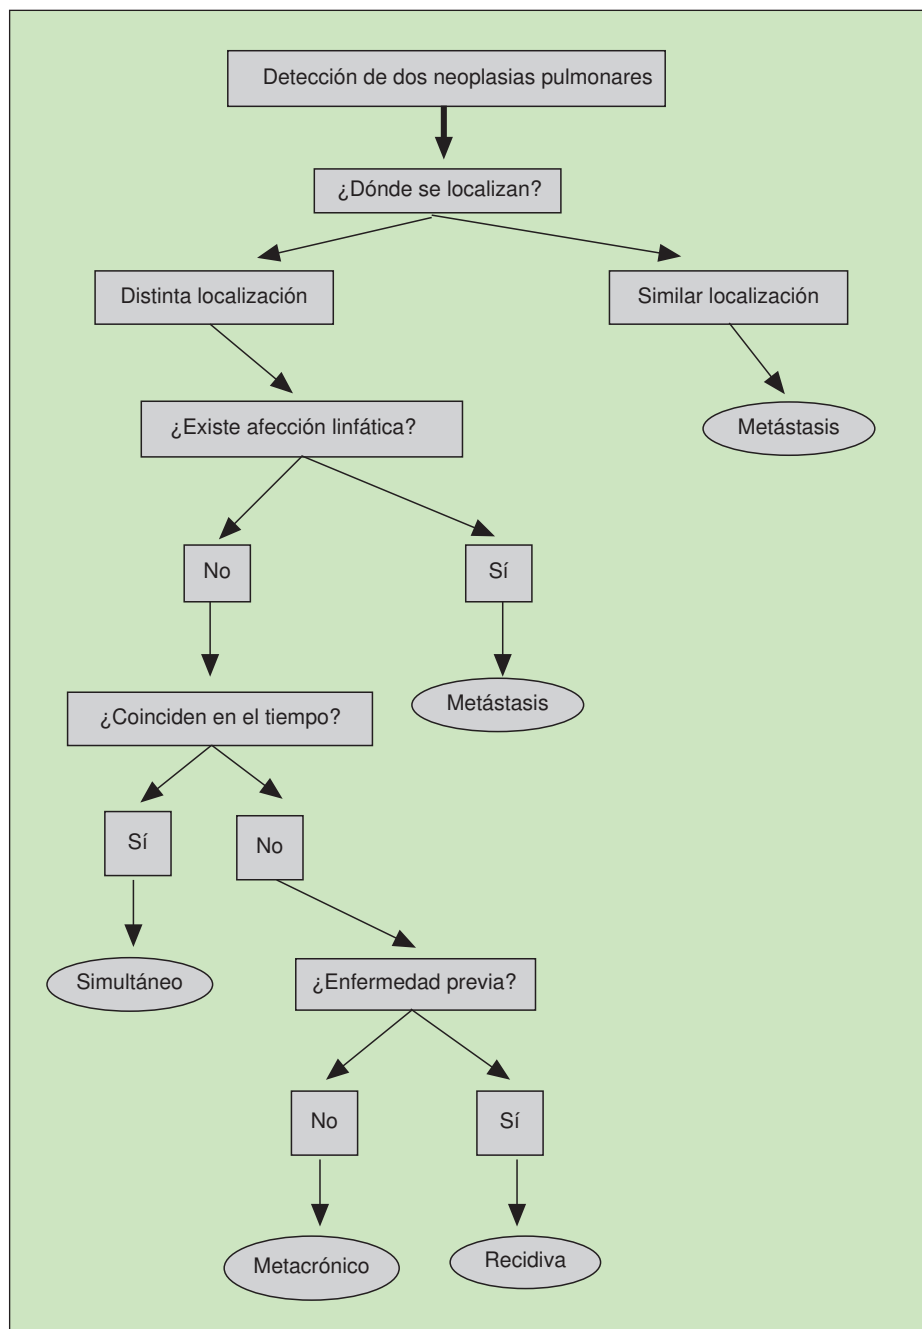 Detección de dos neoplasias pulmonares
¿Dónde se localizan?
Distinta localización
Similar localización
¿Existe afección linfática?
Metástasis
No
Sí
¿Coinciden en el tiempo?
Metástasis
Sí
No
Simultáneo
¿Enfermedad previa?
No
Sí
Metacrónico
Recidiva